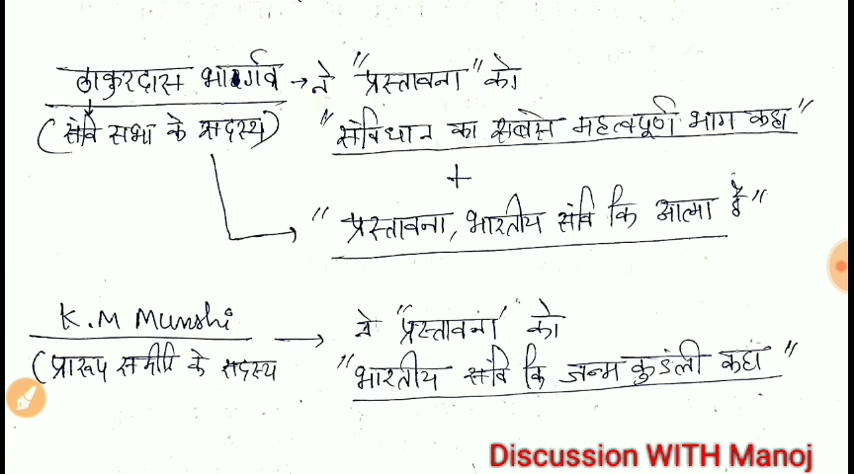 ठाकुरदास भार्गव → ने "प्रस्तावना" को
(संवि सभा के सदस्य) "संविधान का सबसे महत्वपूर्ण भाग कहा"
+
→ "प्रस्तावना, भारतीय संवि कि आत्मा है"
K.M Munshi → ने "प्रस्तावना" को
(प्रारूप समिति के सदस्य "भारतीय संवि कि जन्म कुडंली कहा"
Discussion WITH Manoj